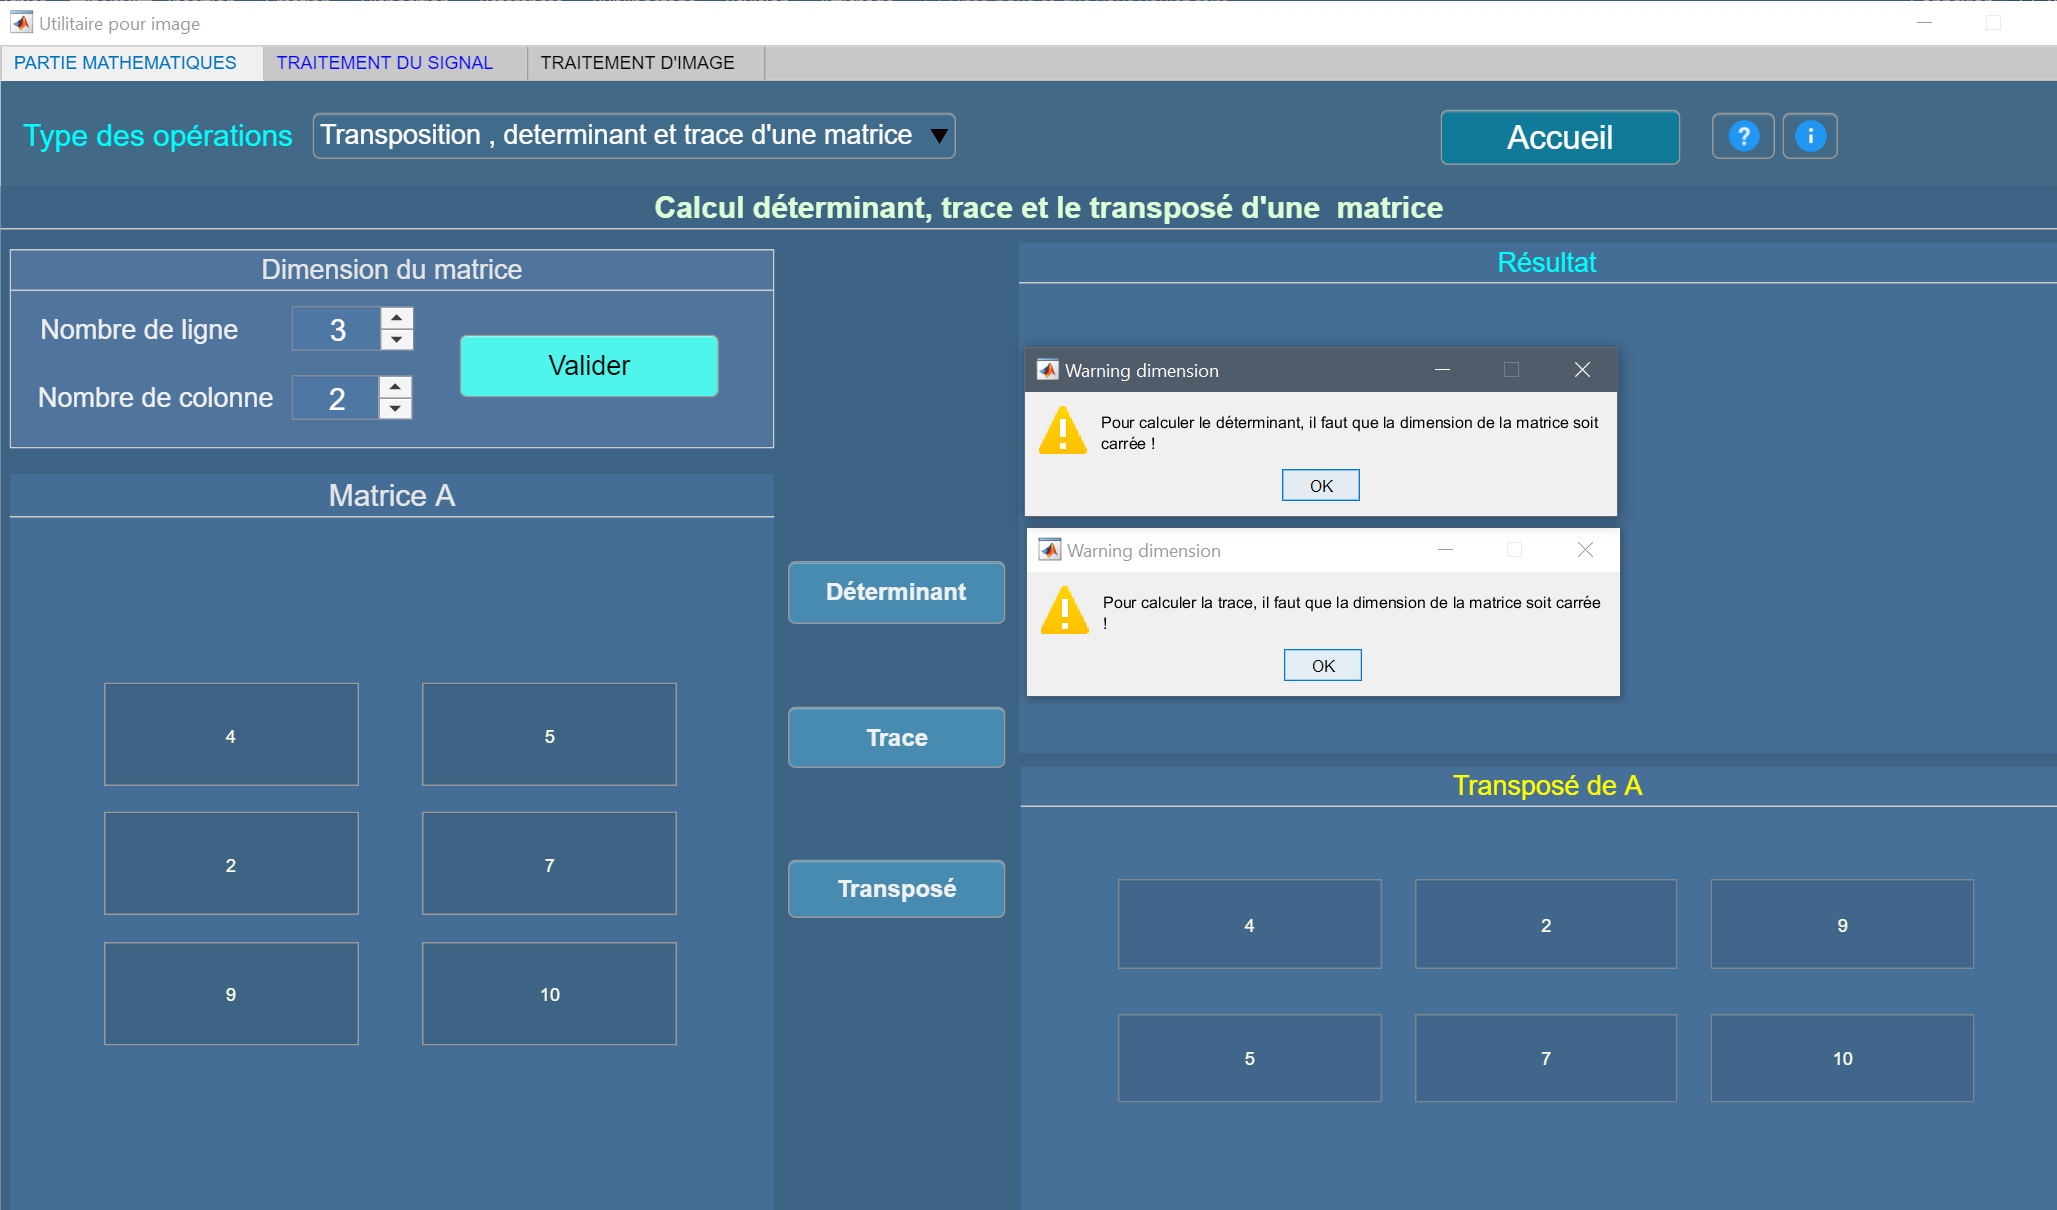 Utilitaire pour image
PARTIE MATHEMATIQUES
TRAITEMENT DU SIGNAL
TRAITEMENT D'IMAGE
Type des opérations
Transposition , determinant et trace d'une matrice
Accueil
?
i
Calcul déterminant, trace et le transposé d'une matrice
Dimension du matrice
Nombre de ligne
3
Nombre de colonne
2
Valider
Matrice A
4 5
2 7
9 10
Déterminant
Trace
Transposé
Résultat
Warning dimension
Pour calculer le déterminant, il faut que la dimension de la matrice soit
carrée !
OK
Warning dimension
Pour calculer la trace, il faut que la dimension de la matrice soit carrée
!
OK
Transposé de A
4 2 9
5 7 10